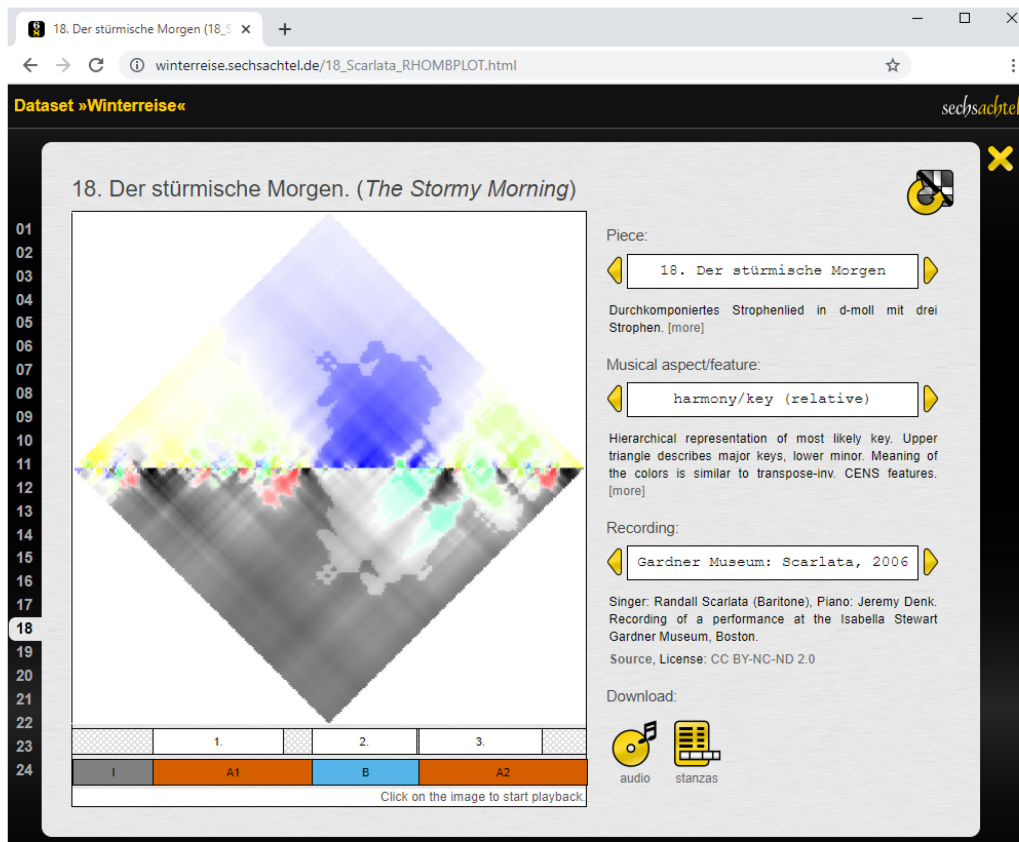 18. Der stürmische Morgen (18_S
winterreise.sechsachtel.de/18_Scarlata_RHOMBPLOT.html
Dataset »Winterreise«
sechsachtel
18. Der stürmische Morgen. (The Stormy Morning)
01
02
03
04
05
06
07
08
09
10
11
12
13
14
15
16
17
18
19
20
21
22
23
24
1. 2. 3.
I A1 B A2
Click on the image to start playback.
Piece:
18. Der stürmische Morgen
Durchkomponiertes Strophenlied in d-moll mit drei
Strophen. [more]
Musical aspect/feature:
harmony/key (relative)
Hierarchical representation of most likely key. Upper
triangle describes major keys, lower minor. Meaning of
the colors is similar to transpose-inv. CENS features.
[more]
Recording:
Gardner Museum: Scarlata, 2006
Singer: Randall Scarlata (Baritone), Piano: Jeremy Denk.
Recording of a performance at the Isabella Stewart
Gardner Museum, Boston.
Source, License: CC BY-NC-ND 2.0
Download:
audio stanzas